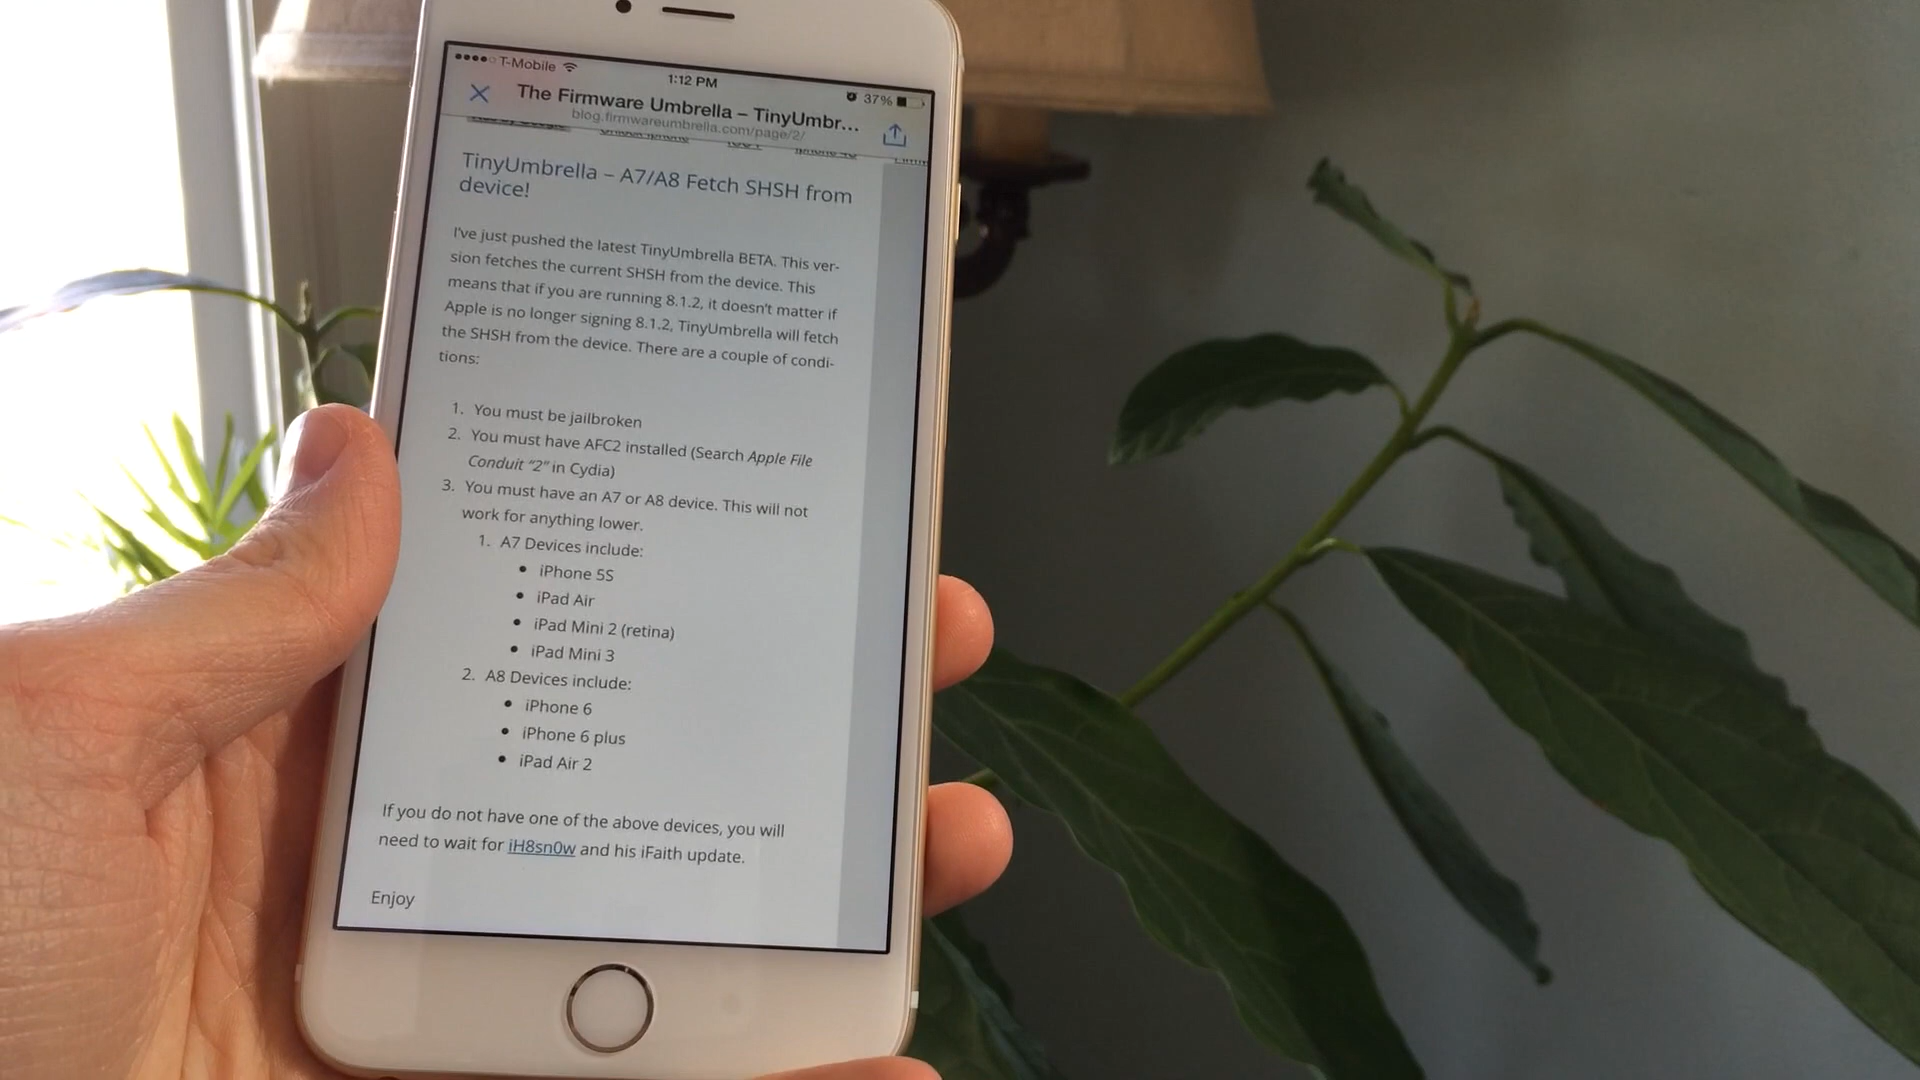 T-Mobile
1:12 PM
37%
The Firmware Umbrella – TinyUmbr...
blog.firmwareumbrella.com/page/2/
TinyUmbrella – A7/A8 Fetch SHSH from
device!
I've just pushed the latest TinyUmbrella BETA. This ver-
sion fetches the current SHSH from the device. This
means that if you are running 8.1.2, it doesn't matter if
Apple is no longer signing 8.1.2, TinyUmbrella will fetch
the SHSH from the device. There are a couple of condi-
tions:
1. You must be jailbroken
2. You must have AFC2 installed (Search Apple File
Conduit "2" in Cydia)
3. You must have an A7 or A8 device. This will not
work for anything lower.
1. A7 Devices include:
• iPhone 5S
• iPad Air
• iPad Mini 2 (retina)
• iPad Mini 3
2. A8 Devices include:
• iPhone 6
• iPhone 6 plus
• iPad Air 2
If you do not have one of the above devices, you will
need to wait for iH8sn0w and his iFaith update.
Enjoy